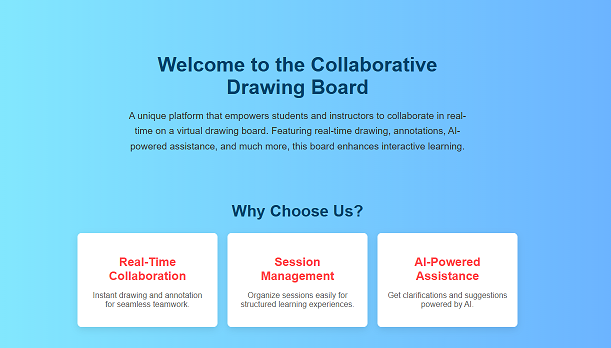 Welcome to the Collaborative
Drawing Board
A unique platform that empowers students and instructors to collaborate in real-
time on a virtual drawing board. Featuring real-time drawing, annotations, AI-
powered assistance, and much more, this board enhances interactive learning.
Why Choose Us?
Real-Time
Collaboration
Instant drawing and annotation
for seamless teamwork.
Session
Management
Organize sessions easily for
structured learning experiences.
AI-Powered
Assistance
Get clarifications and suggestions
powered by AI.